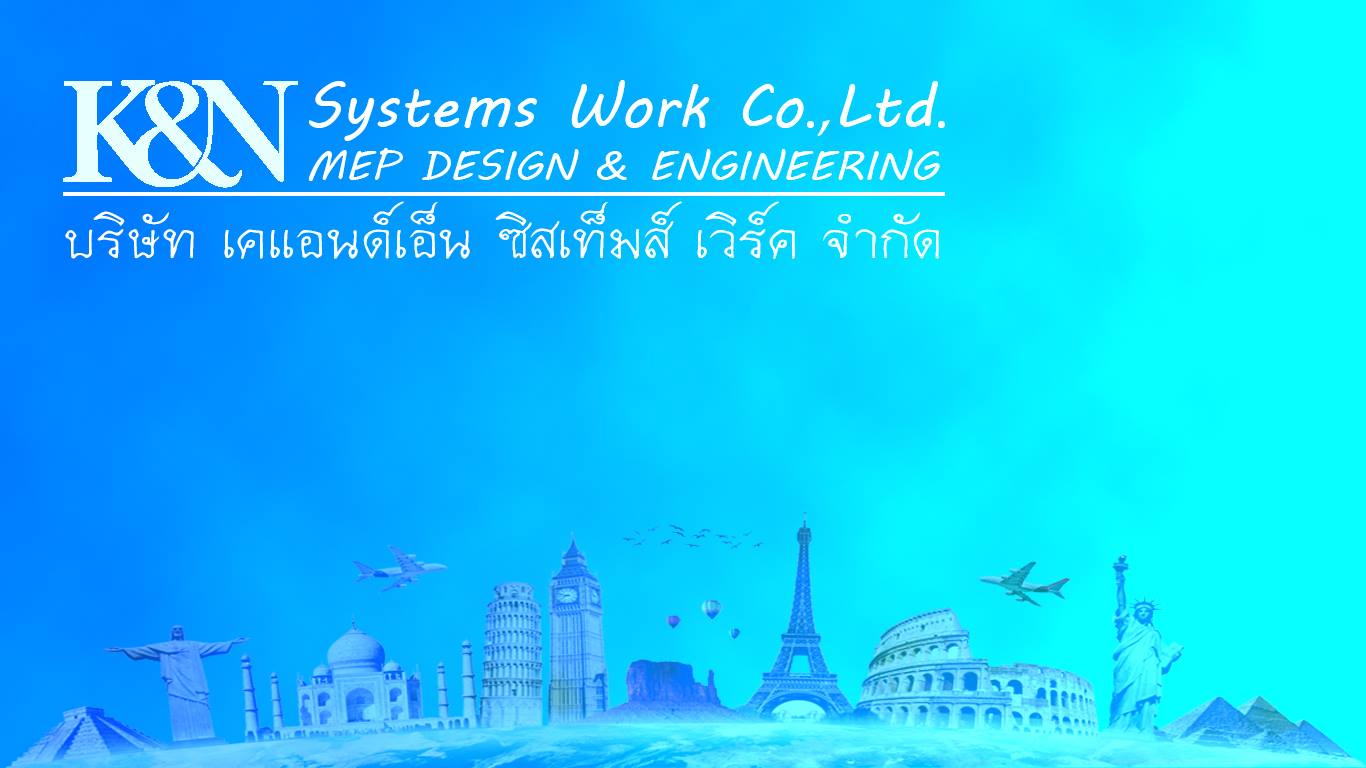 K&N Systems Work Co.,Ltd.
MEP DESIGN & ENGINEERING
บริษัท เคแอนด์เอ็น ซิสเท็มส์ เวิร์ค จำกัด